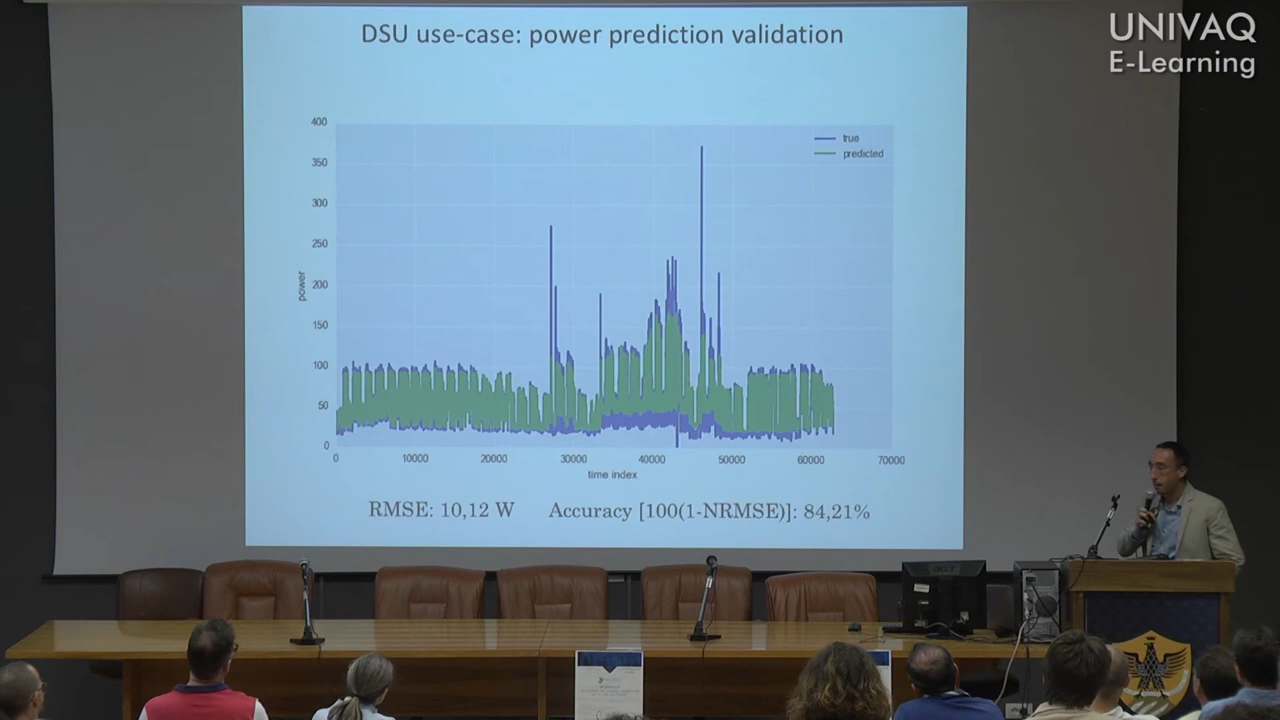 UNIVAQ
E-Learning
DSU use-case: power prediction validation
true
predicted
400
350
300
250
200
150
100
50
0
power
0 10000 20000 30000 40000 50000 60000 70000
time index
RMSE: 10,12 W Accuracy [100(1-NRMSE)]: 84,21%
acer
WORKSHOP